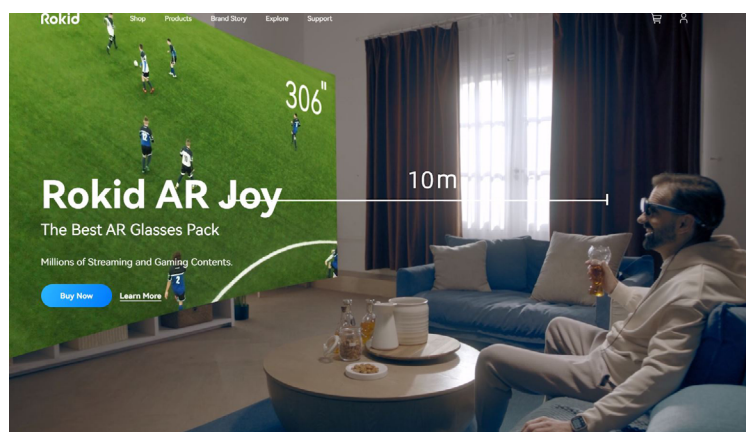 Rokid
Shop Products Brand Story Explore Support
306"
10m
Rokid AR Joy
The Best AR Glasses Pack
Millions of Streaming and Gaming Contents.
Buy Now Learn More